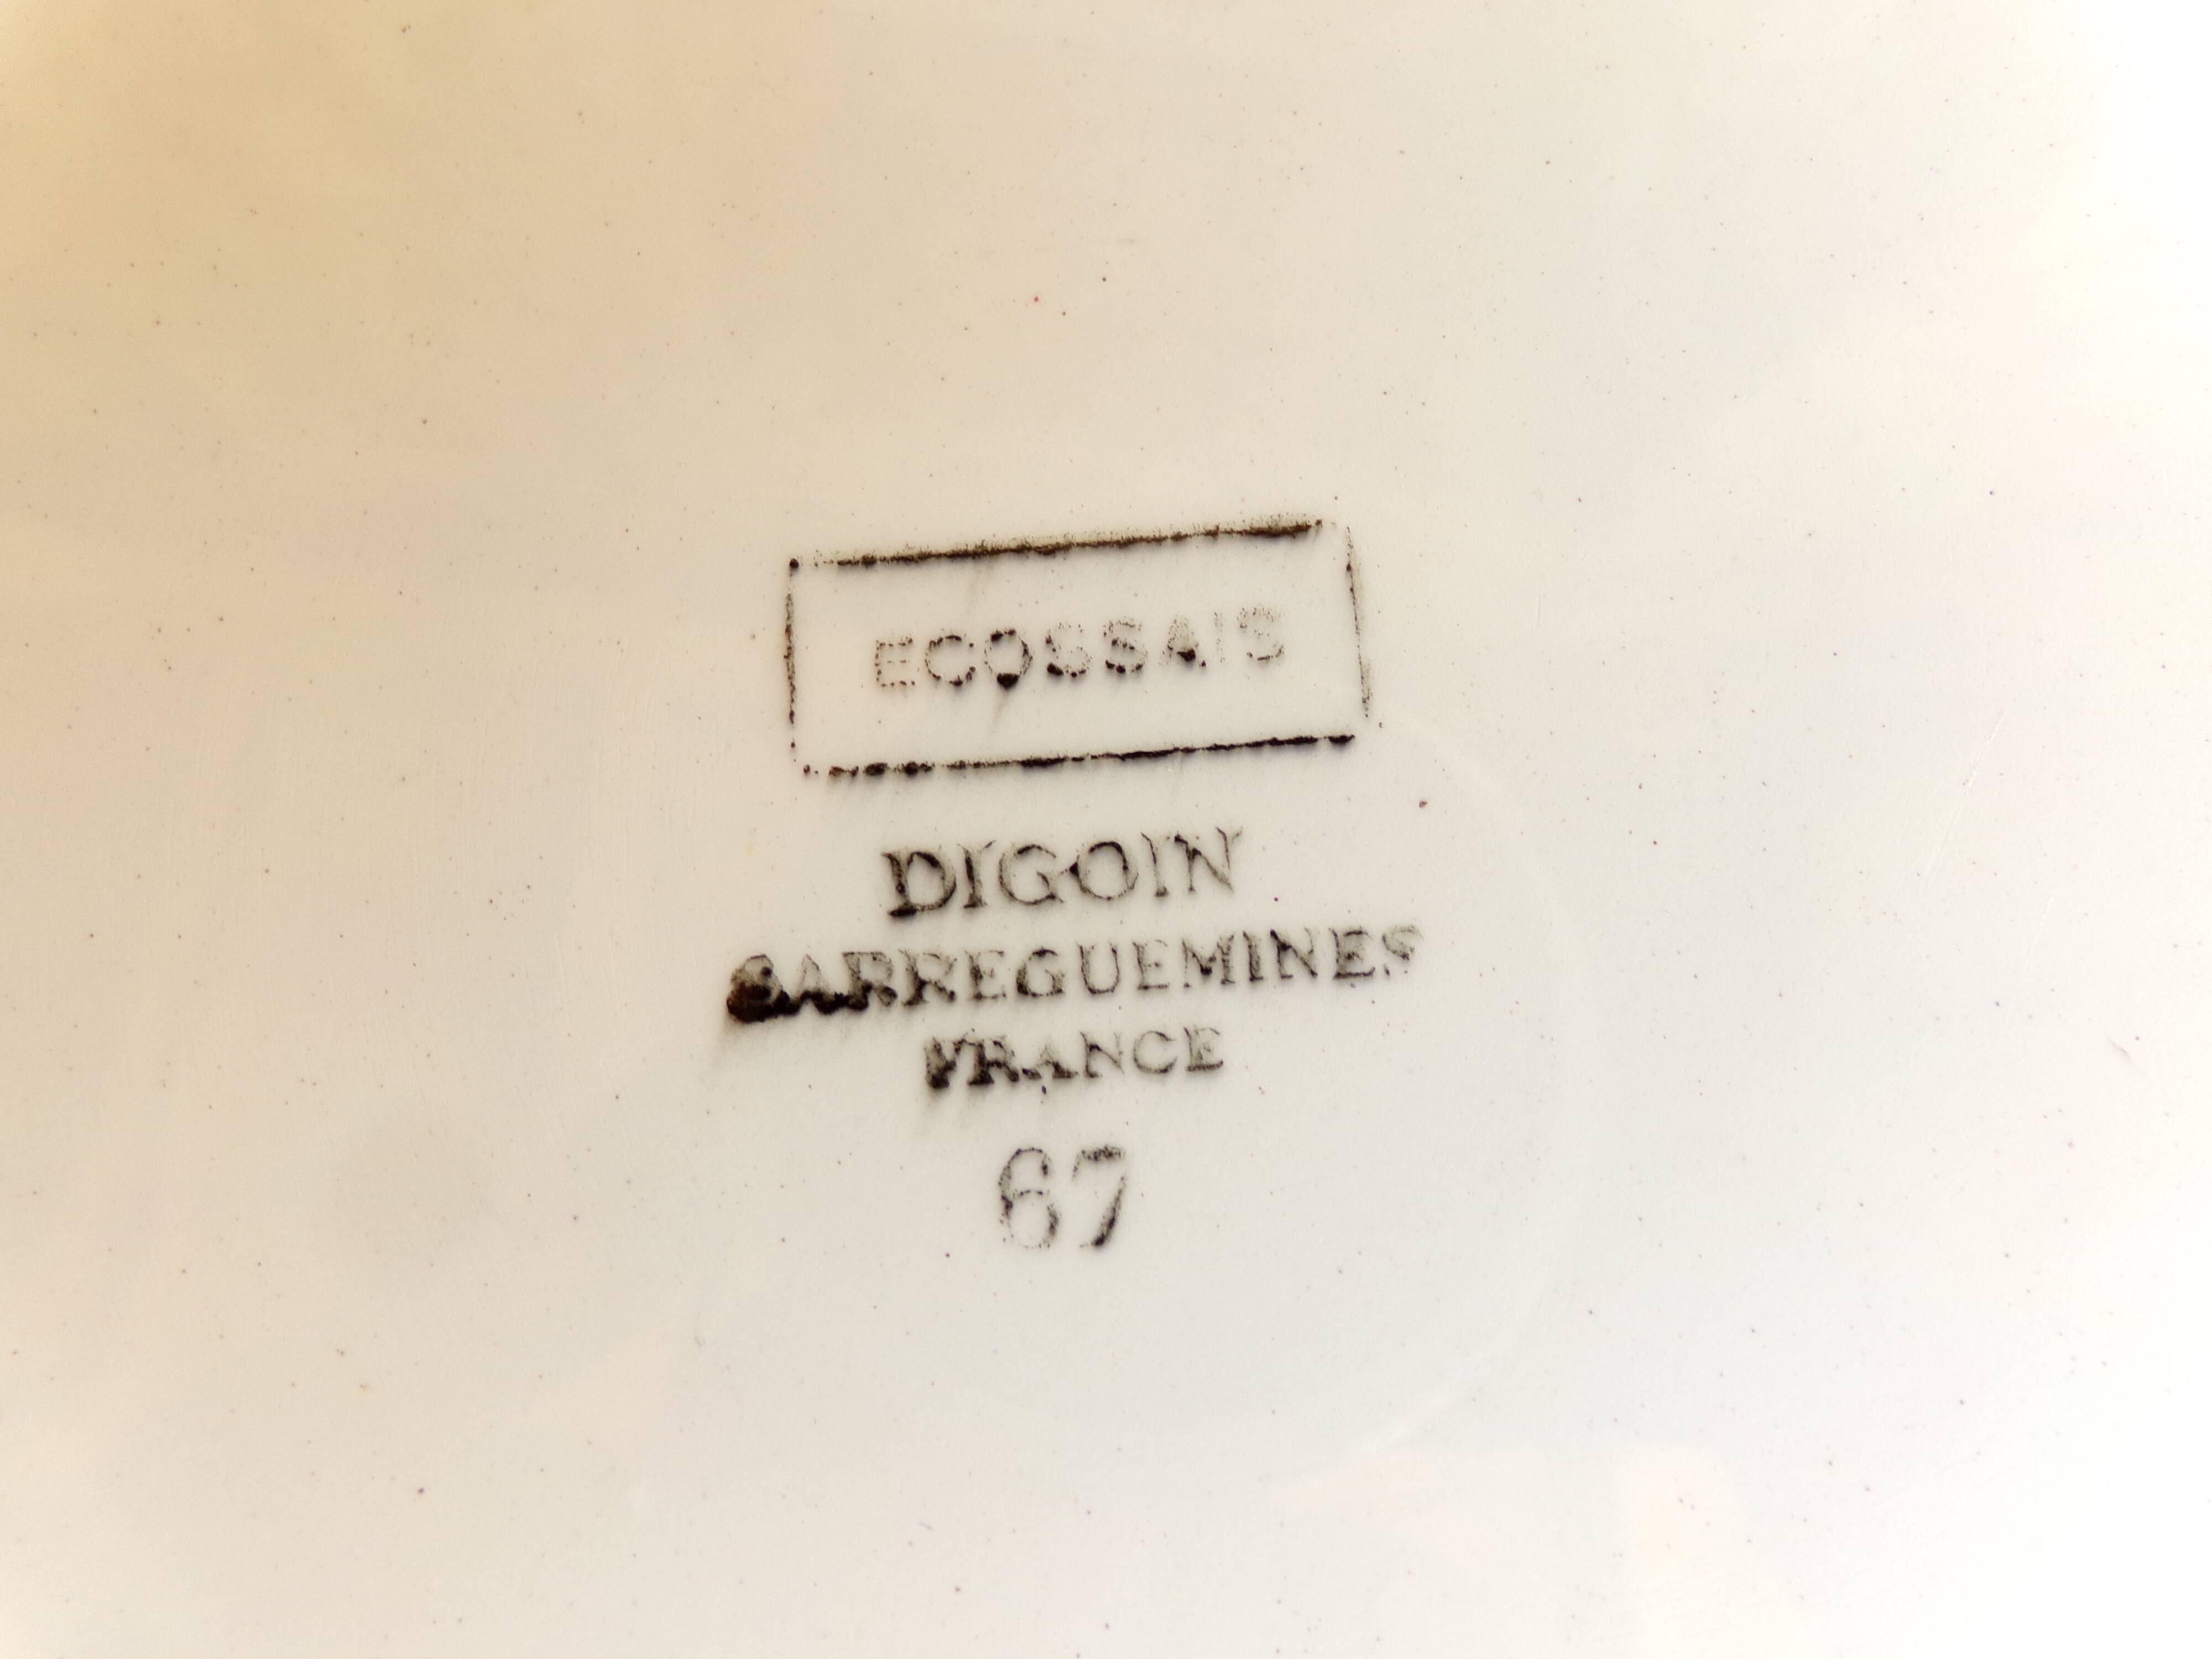 ECOSSAIS
DIGOIN
SARREGUEMINES
FRANCE
67